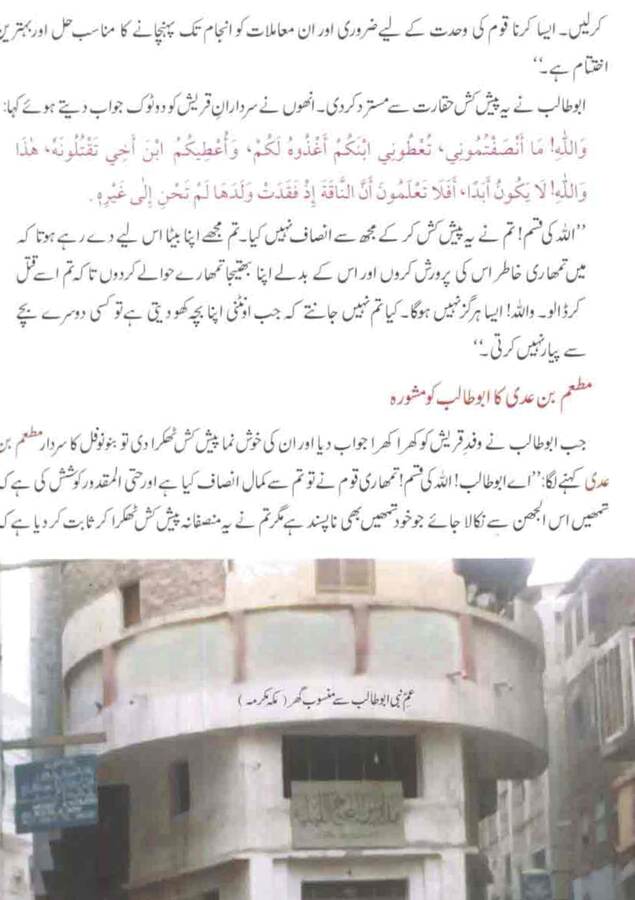 کرلیں۔ ایسا کرنا قوم کی وحدت کے لیے ضروری اور ان معاملات کو انجام تک پہنچانے کا مناسب حل اور بہترین
اختتام ہے۔‘‘
ابوطالب نے یہ پیش کش حقارت سے مسترد کردی۔ انھوں نے سردارانِ قریش کو دوٹوک جواب دیتے ہوئے کہا:
وَاللّٰهِ! مَا أَنْصَفْتُمُونِي، تُعْطُونِي ابْنَكُمْ أَغْذُوهُ لَكُمْ، وَأُعْطِيكُمُ ابْنَ أَخِي تَقْتُلُونَهُ، هٰذَا
وَاللّٰهِ! لَا يَكُونُ أَبَدًا، أَفَلَا تَعْلَمُونَ أَنَّ النَّاقَةَ إِذْ فَقَدَتْ وَلَدَهَا لَمْ تَحْنِ إِلٰى غَيْرِهٖ.
’’اللہ کی قسم! تم نے یہ پیش کش کر کے مجھ سے انصاف نہیں کیا۔ تم مجھے اپنا بیٹا اس لیے دے رہے ہوتا کہ
میں تمھاری خاطر اس کی پرورش کروں اور اس کے بدلے اپنا بھتیجا تمھارے حوالے کردوں تاکہ تم اسے قتل
کر ڈالو۔ واللہ! ایسا ہرگز نہیں ہوگا۔ کیا تم نہیں جانتے کہ جب اونٹنی اپنا بچہ کھو دیتی ہے تو کسی دوسرے بچے
سے پیار نہیں کرتی۔‘‘
مطعم بن عدی کا ابوطالب کو مشورہ
جب ابوطالب نے وفدِ قریش کو کھرا کھرا جواب دیا اور ان کی خوش نما پیش کش ٹھکرا دی تو بنو نوفل کا سردار مطعم بن
عدی کہنے لگا: ’’اے ابوطالب! اللہ کی قسم! تمھاری قوم نے تو تم سے کمال انصاف کیا ہے اور حتی المقدور کوشش کی ہے کہ
تمھیں اس الجھن سے نکالا جائے جو خود تمھیں بھی ناپسند ہے مگر تم نے یہ منصفانہ پیش کش ٹھکرا کر ثابت کر دیا ہے کہ
عمِ نبی ابوطالب سے منسوب گھر (مکہ مکرمہ)